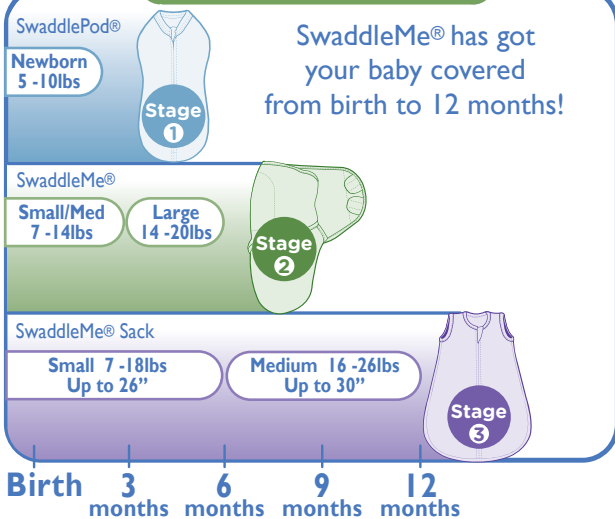 SwaddlePod®
Newborn
5 -10lbs
Stage
1
SwaddleMe® has got
your baby covered
from birth to 12 months!
SwaddleMe®
Small/Med
7 -14lbs
Large
14 -20lbs
Stage
2
SwaddleMe® Sack
Small 7 -18lbs
Up to 26”
Medium 16 -26lbs
Up to 30”
Stage
3
Birth
3
months
6
months
9
months
12
months